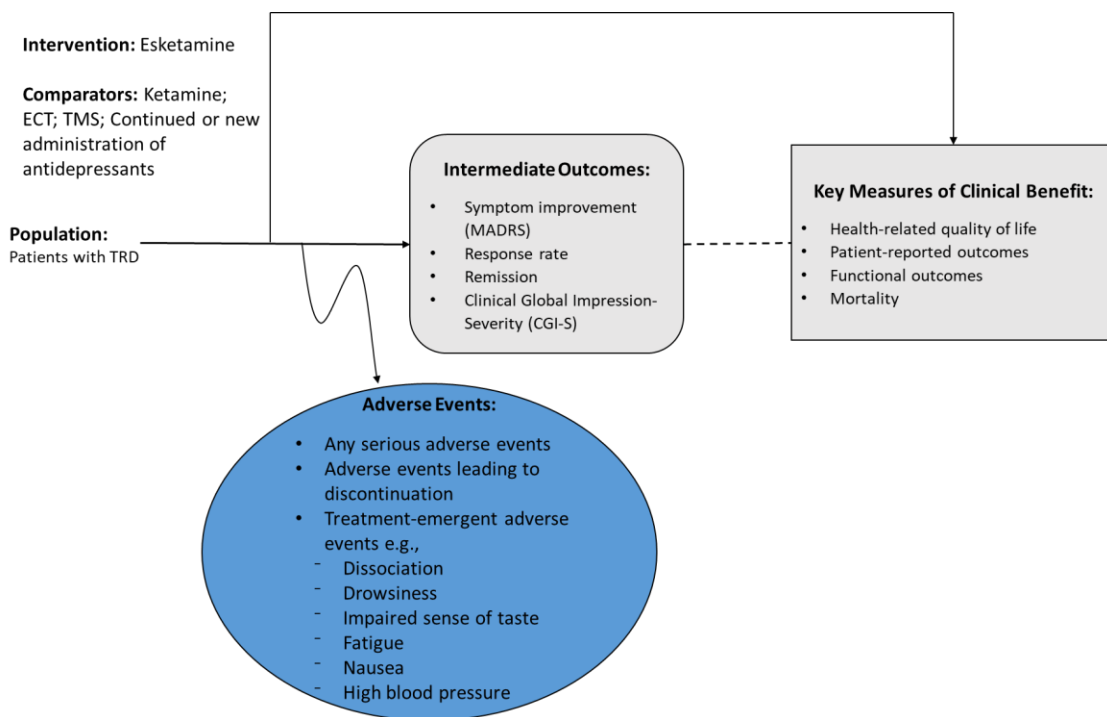 Intervention: Esketamine
Comparators: Ketamine;
ECT; TMS; Continued or new
administration of
antidepressants
Population:
Patients with TRD
Intermediate Outcomes:
• Symptom improvement
(MADRS)
• Response rate
• Remission
• Clinical Global Impression-
Severity (CGI-S)
Key Measures of Clinical Benefit:
• Health-related quality of life
• Patient-reported outcomes
• Functional outcomes
• Mortality
Adverse Events:
• Any serious adverse events
• Adverse events leading to
discontinuation
• Treatment-emergent adverse
events e.g.,
- Dissociation
- Drowsiness
- Impaired sense of taste
- Fatigue
- Nausea
- High blood pressure